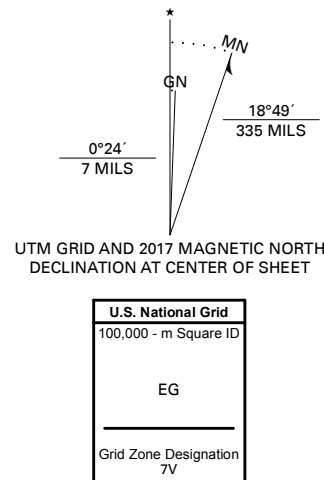 ★
MN
GN
18°49´
335 MILS
0°24´
7 MILS
UTM GRID AND 2017 MAGNETIC NORTH
DECLINATION AT CENTER OF SHEET
U.S. National Grid
100,000 - m Square ID
EG
Grid Zone Designation
7V